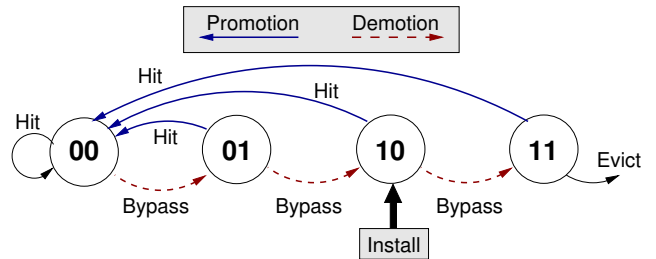 Promotion Demotion
Hit
Hit
Hit
Hit
00 01 10 11
Evict
Bypass Bypass Bypass
Install